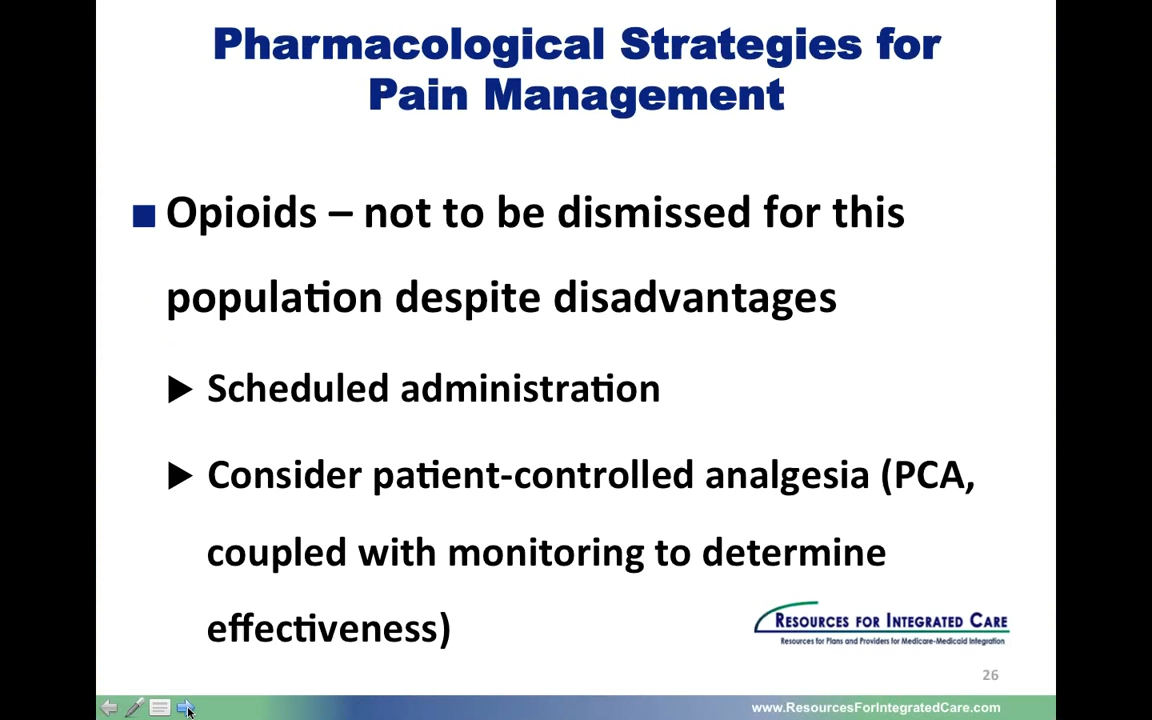 Pharmacological Strategies for
Pain Management
Opioids – not to be dismissed for this
population despite disadvantages
Scheduled administration
Consider patient-controlled analgesia (PCA,
coupled with monitoring to determine
effectiveness)
RESOURCES FOR INTEGRATED CARE
Resources for Plans and Providers for Medicare-Medicaid Integration
26
www.ResourcesForIntegratedCare.com